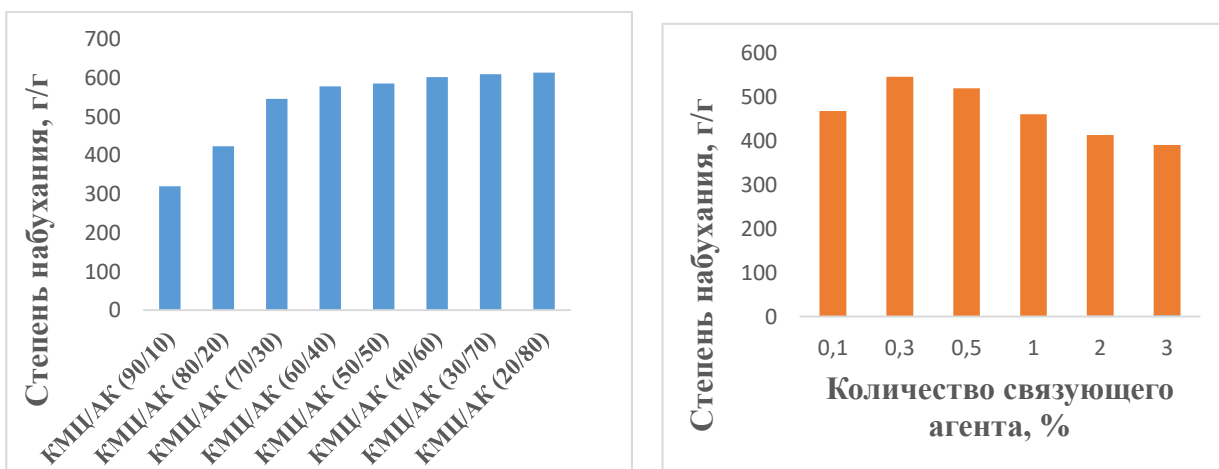 Степень набухания, г/г
700
600
500
400
300
200
100
0
КМЦ/АК (90/10)
КМЦ/АК (80/20)
КМЦ/АК (70/30)
КМЦ/АК (60/40)
КМЦ/АК (50/50)
КМЦ/АК (40/60)
КМЦ/АК (30/70)
КМЦ/АК (20/80)
Степень набухания, г/г
600
500
400
300
200
100
0
0,1 0,3 0,5 1 2 3
Количество связующего
агента, %